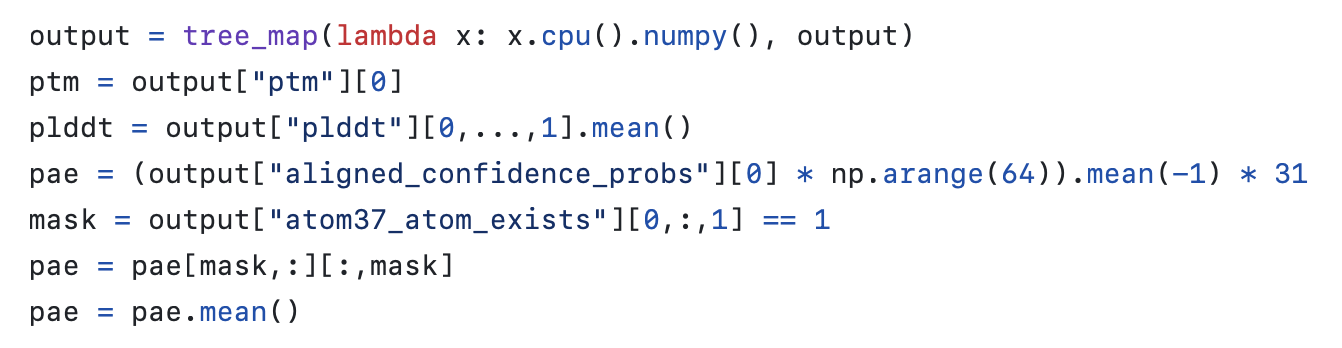 output = tree_map(lambda x: x.cpu().numpy(), output)
ptm = output["ptm"][0]
plddt = output["plddt"][0,...,1].mean()
pae = (output["aligned_confidence_probs"][0] * np.arange(64)).mean(-1) * 31
mask = output["atom37_atom_exists"][0,:,1] == 1
pae = pae[mask,:][:,mask]
pae = pae.mean()